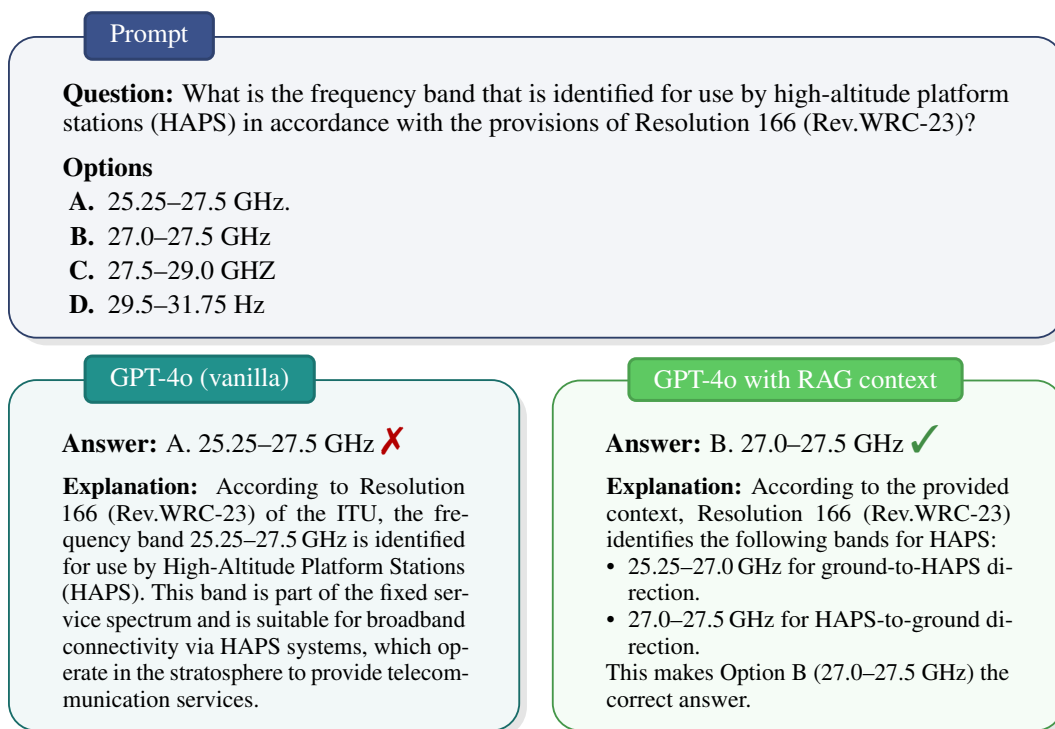 Prompt
Question: What is the frequency band that is identified for use by high-altitude platform
stations (HAPS) in accordance with the provisions of Resolution 166 (Rev.WRC-23)?
Options
A. 25.25–27.5 GHz.
B. 27.0–27.5 GHz
C. 27.5–29.0 GHZ
D. 29.5–31.75 Hz
GPT-4o (vanilla)
Answer: A. 25.25–27.5 GHz ✗
Explanation: According to Resolution
166 (Rev.WRC-23) of the ITU, the fre-
quency band 25.25–27.5 GHz is identified
for use by High-Altitude Platform Stations
(HAPS). This band is part of the fixed ser-
vice spectrum and is suitable for broadband
connectivity via HAPS systems, which op-
erate in the stratosphere to provide telecom-
munication services.
GPT-4o with RAG context
Answer: B. 27.0–27.5 GHz ✓
Explanation: According to the provided
context, Resolution 166 (Rev.WRC-23)
identifies the following bands for HAPS:
• 25.25–27.0 GHz for ground-to-HAPS di-
rection.
• 27.0–27.5 GHz for HAPS-to-ground di-
rection.
This makes Option B (27.0–27.5 GHz) the
correct answer.